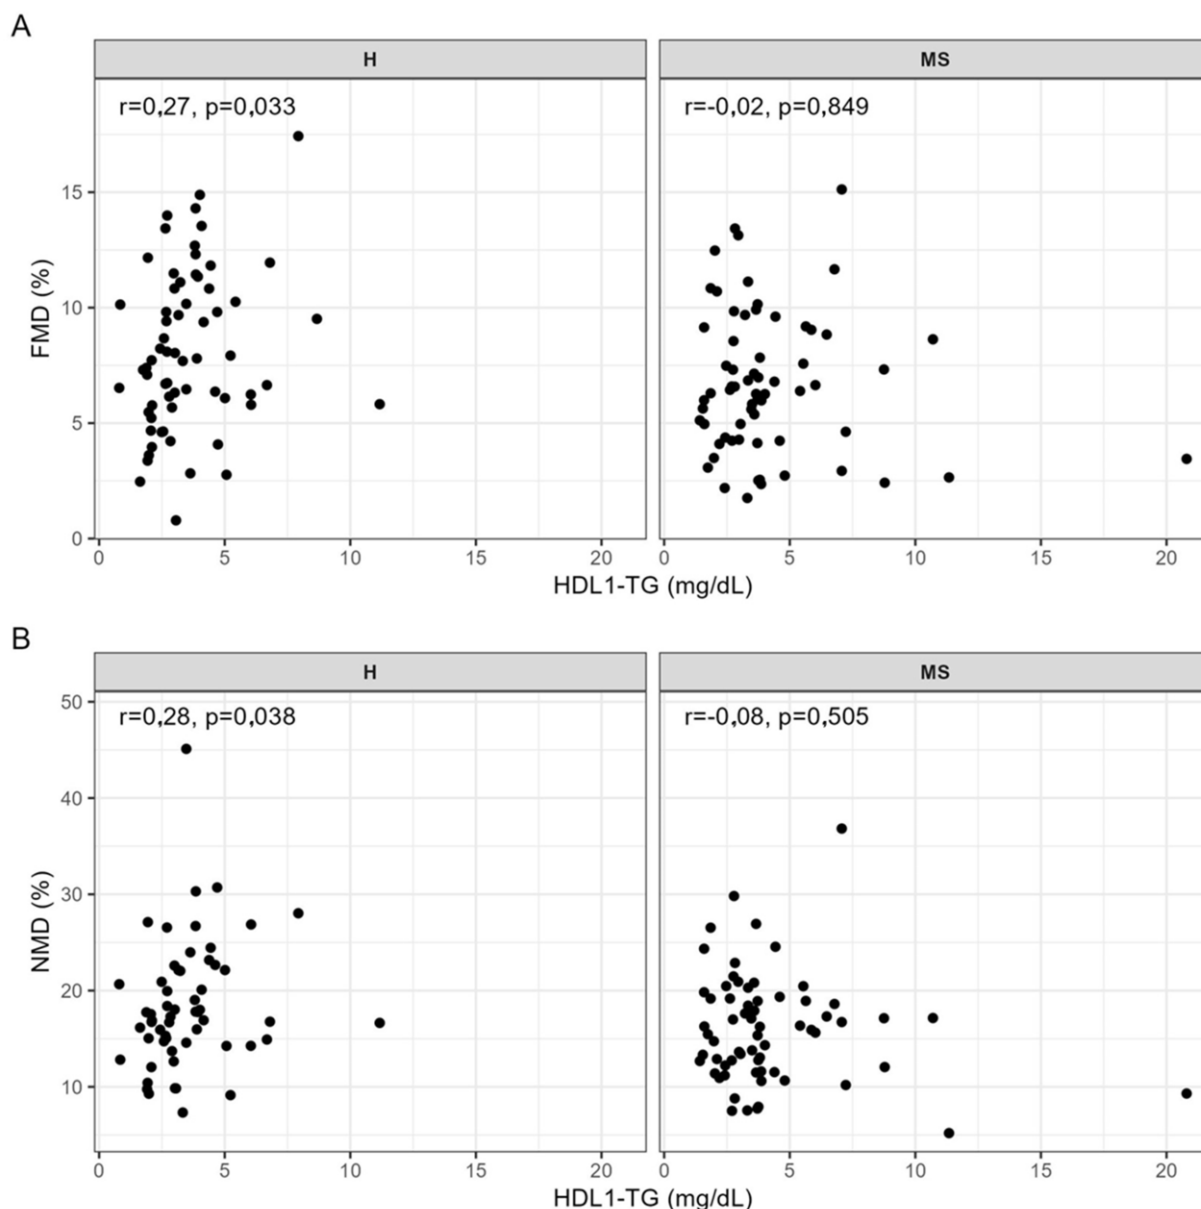 A
H MS
r=0,27, p=0,033 r=-0,02, p=0,849
15
10
5
0
FMD (%)
0 5 10 15 20 0 5 10 15 20
HDL1-TG (mg/dL)
B
H MS
50
r=0,28, p=0,038 r=-0,08, p=0,505
40
30
20
10
NMD (%)
0 5 10 15 20 0 5 10 15 20
HDL1-TG (mg/dL)